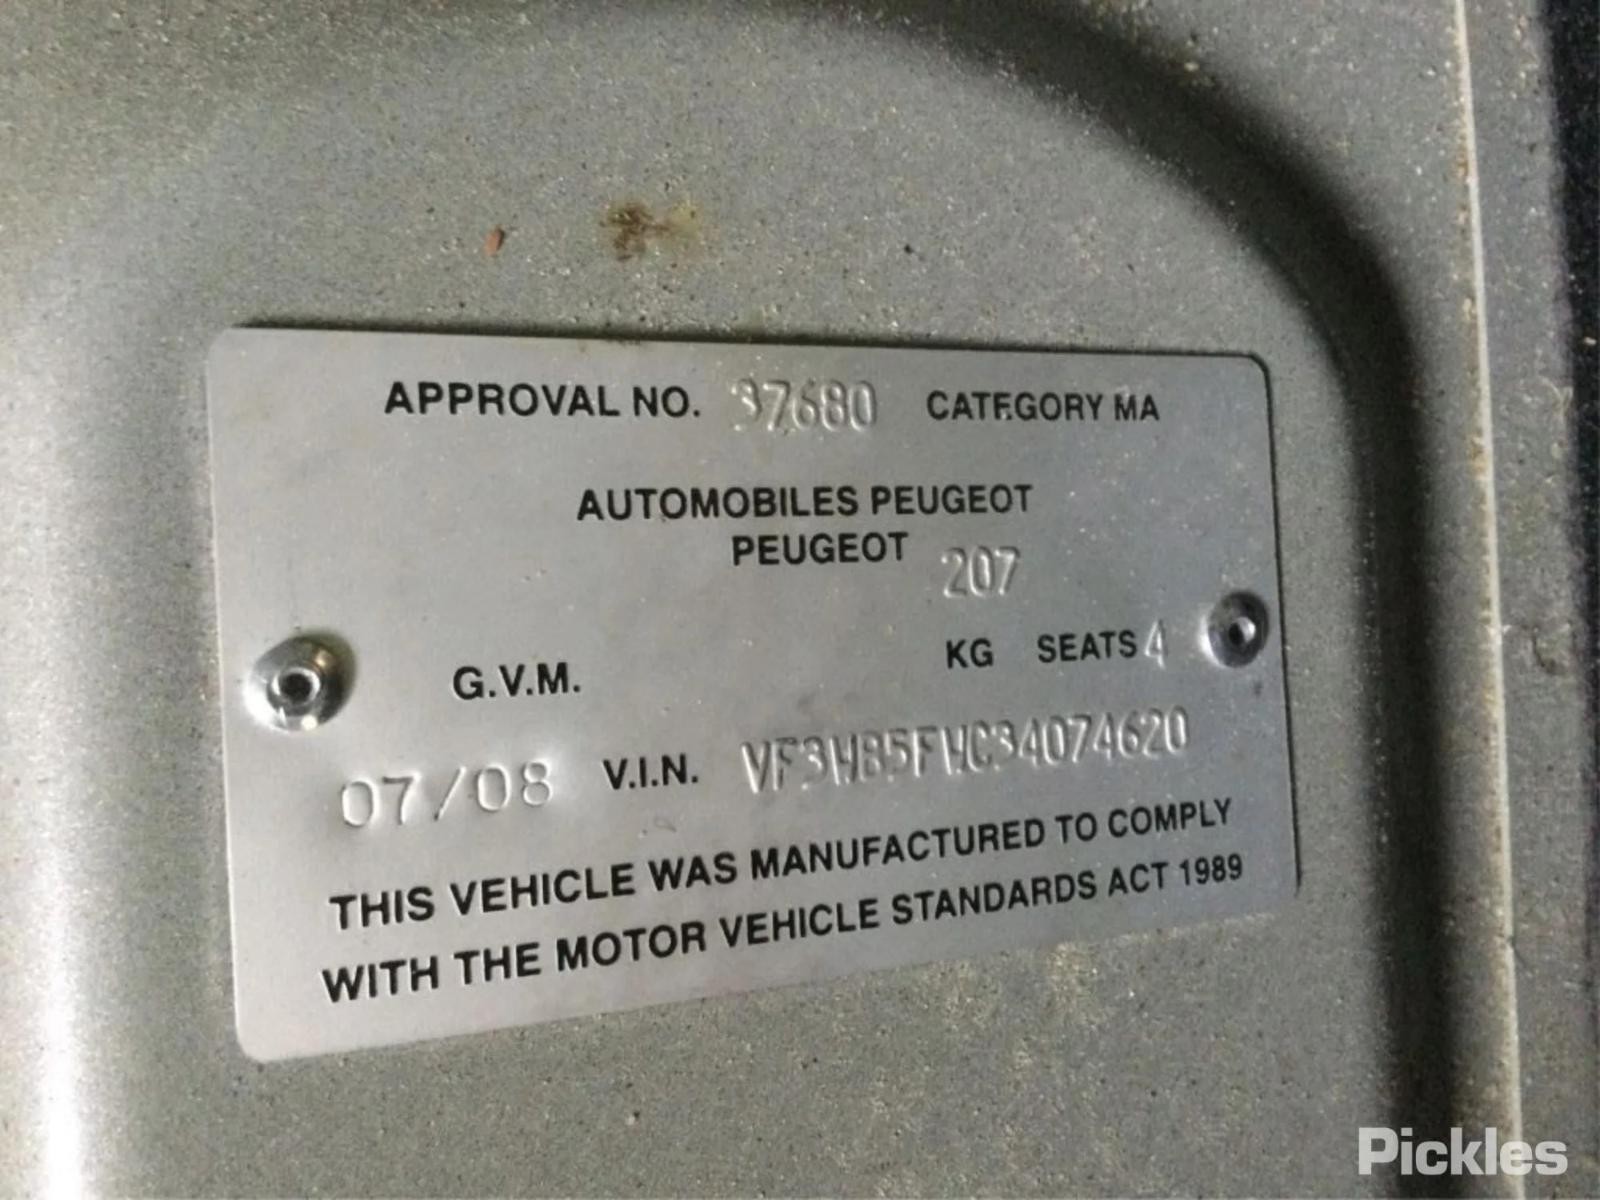 APPROVAL NO. 37680 CATEGORY MA
AUTOMOBILES PEUGEOT
PEUGEOT 207
G.V.M. KG SEATS 4
07/08 V.I.N. VF3WB5FWC34074620
THIS VEHICLE WAS MANUFACTURED TO COMPLY
WITH THE MOTOR VEHICLE STANDARDS ACT 1989
Pickles